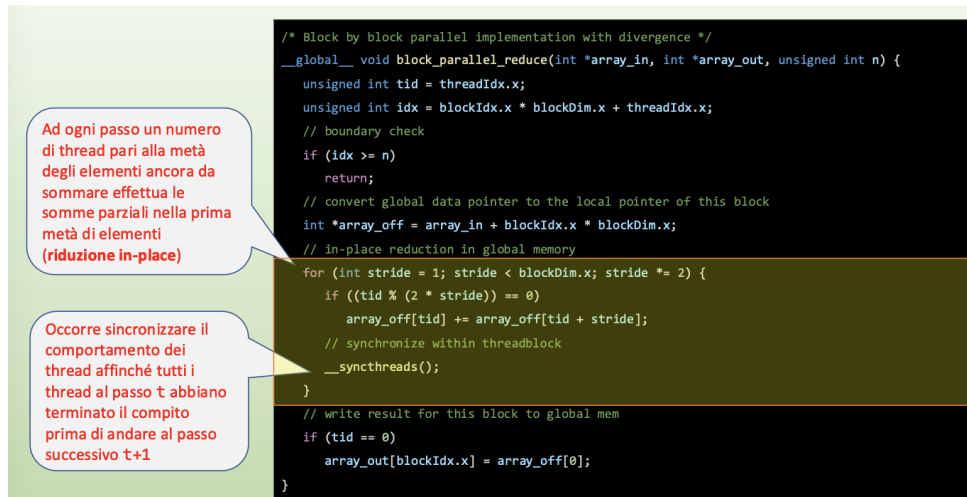 Ad ogni passo un numero
di thread pari alla metà
degli elementi ancora da
sommare effettua le
somme parziali nella prima
metà di elementi
(riduzione in-place)
Occorre sincronizzare il
comportamento dei
thread affinché tutti i
thread al passo t abbiano
terminato il compito
prima di andare al passo
successivo t+1
/* Block by block parallel implementation with divergence */
__global__ void block_parallel_reduce(int *array_in, int *array_out, unsigned int n) {
unsigned int tid = threadIdx.x;
unsigned int idx = blockIdx.x * blockDim.x + threadIdx.x;
// boundary check
if (idx >= n)
return;
// convert global data pointer to the local pointer of this block
int *array_off = array_in + blockIdx.x * blockDim.x;
// in-place reduction in global memory
for (int stride = 1; stride < blockDim.x; stride *= 2) {
if ((tid % (2 * stride)) == 0)
array_off[tid] += array_off[tid + stride];
// synchronize within threadblock
__syncthreads();
}
// write result for this block to global mem
if (tid == 0)
array_out[blockIdx.x] = array_off[0];
}